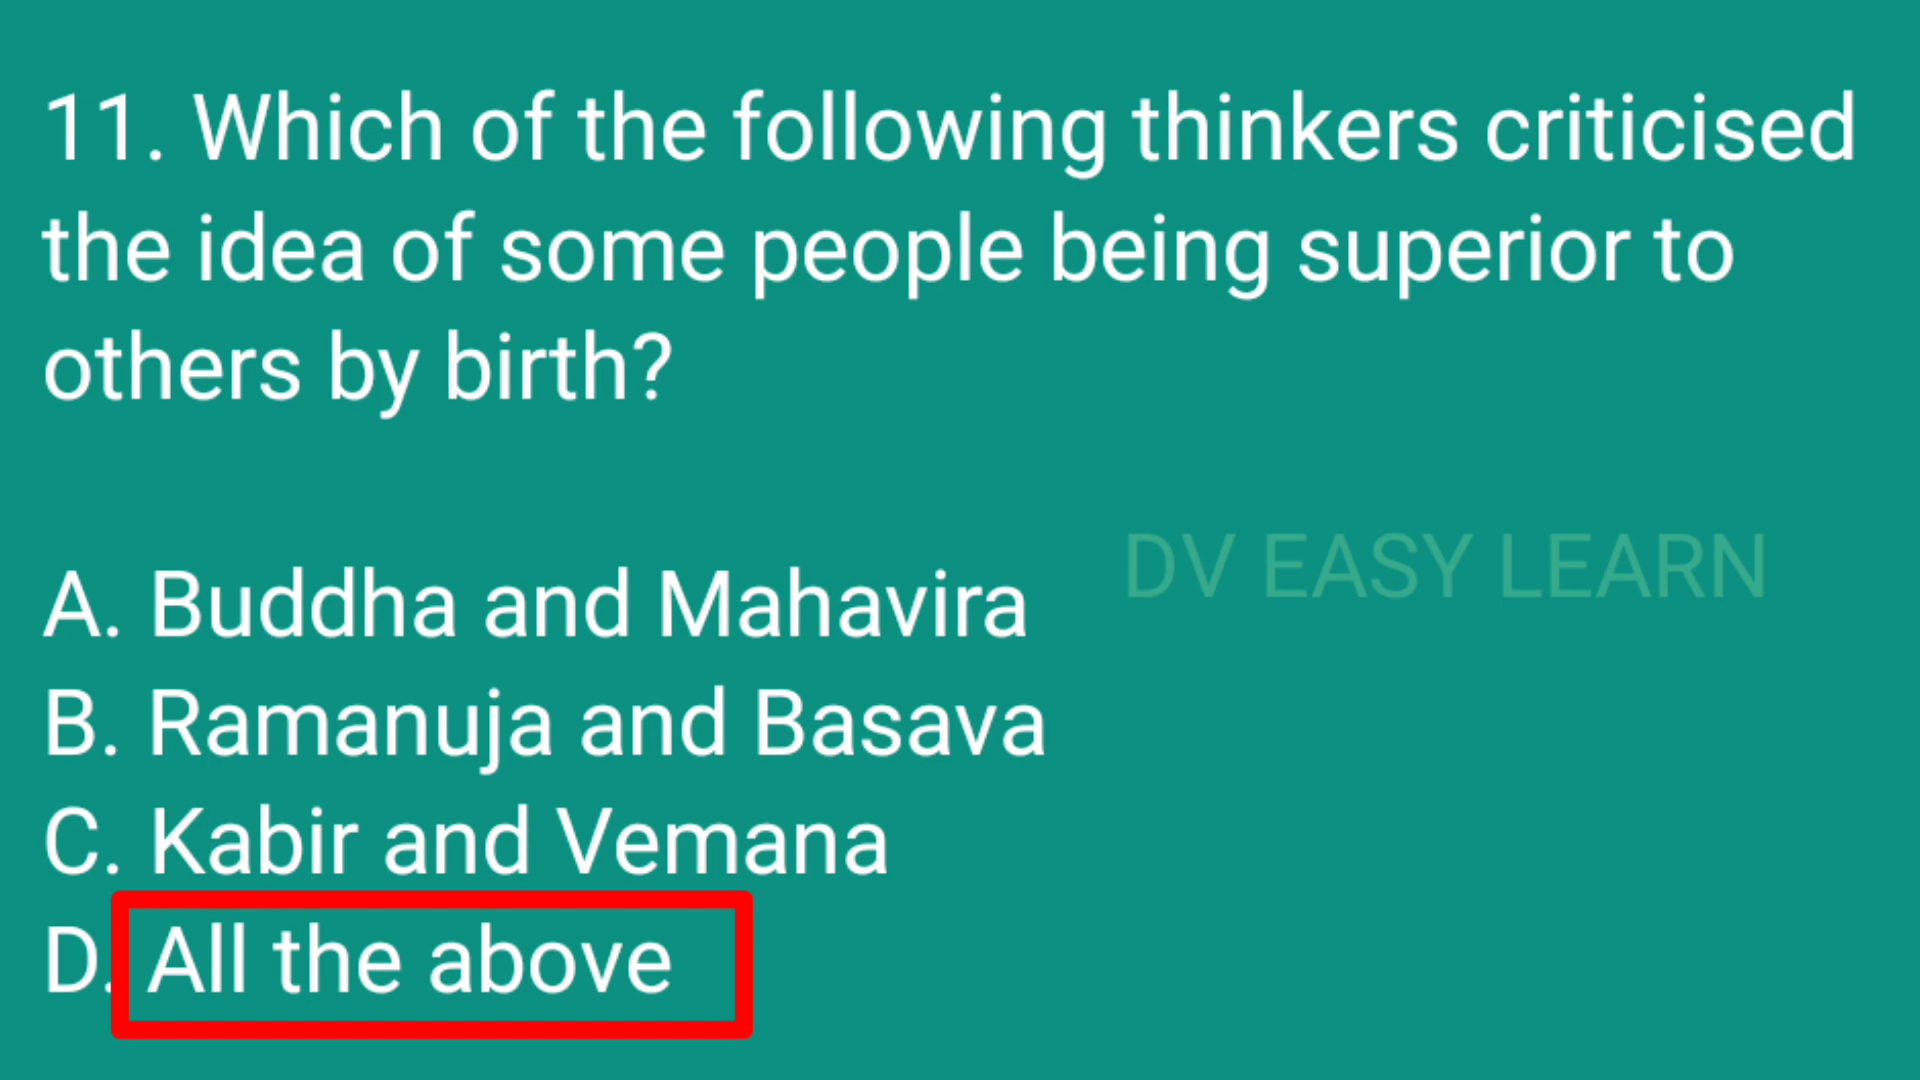 11. Which of the following thinkers criticised
the idea of some people being superior to
others by birth?
DV EASY LEARN
A. Buddha and Mahavira
B. Ramanuja and Basava
C. Kabir and Vemana
D. All the above